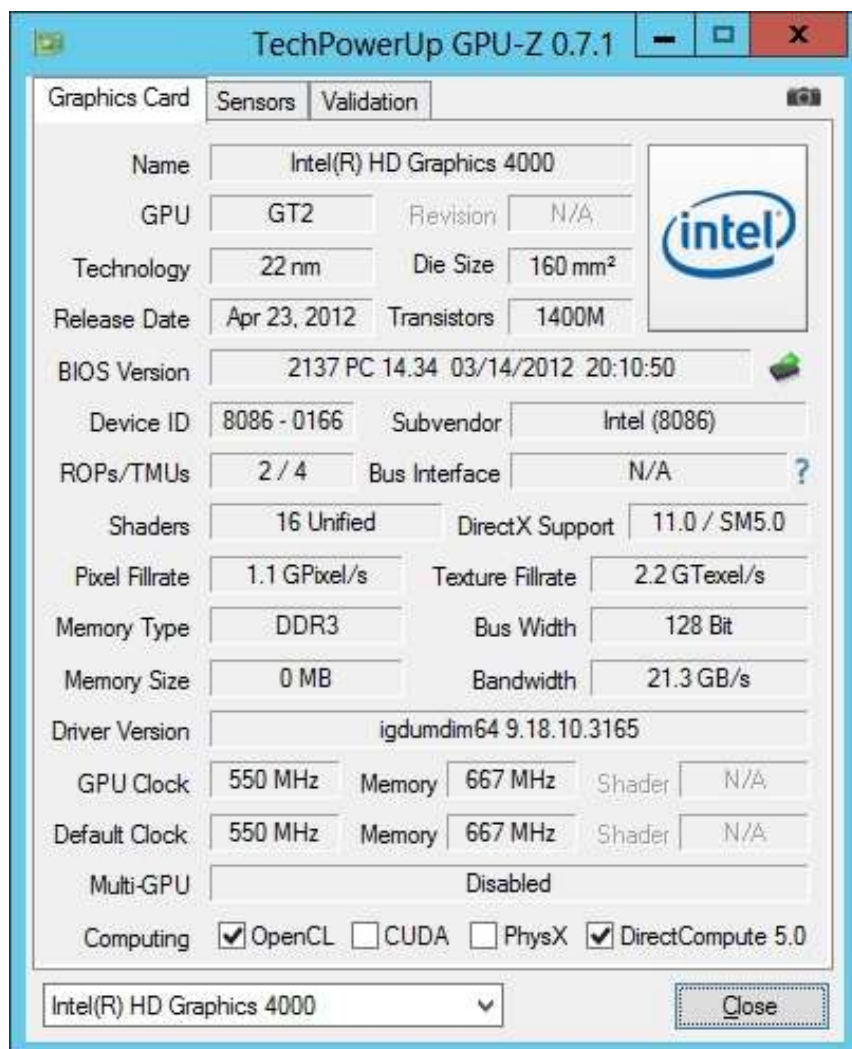 TechPowerUp GPU-Z 0.7.1
Graphics Card Sensors Validation
Name Intel(R) HD Graphics 4000
intel
GPU GT2 Revision N/A
Technology 22 nm Die Size 160 mm²
Release Date Apr 23, 2012 Transistors 1400M
BIOS Version 2137 PC 14.34 03/14/2012 20:10:50
Device ID 8086 - 0166 Subvendor Intel (8086)
ROPs/TMUs 2 / 4 Bus Interface N/A ?
Shaders 16 Unified DirectX Support 11.0 / SM5.0
Pixel Fillrate 1.1 GPixel/s Texture Fillrate 2.2 GTexel/s
Memory Type DDR3 Bus Width 128 Bit
Memory Size 0 MB Bandwidth 21.3 GB/s
Driver Version igdumdim64 9.18.10.3165
GPU Clock 550 MHz Memory 667 MHz Shader N/A
Default Clock 550 MHz Memory 667 MHz Shader N/A
Multi-GPU Disabled
Computing OpenCL CUDA PhysX DirectCompute 5.0
Intel(R) HD Graphics 4000 Close